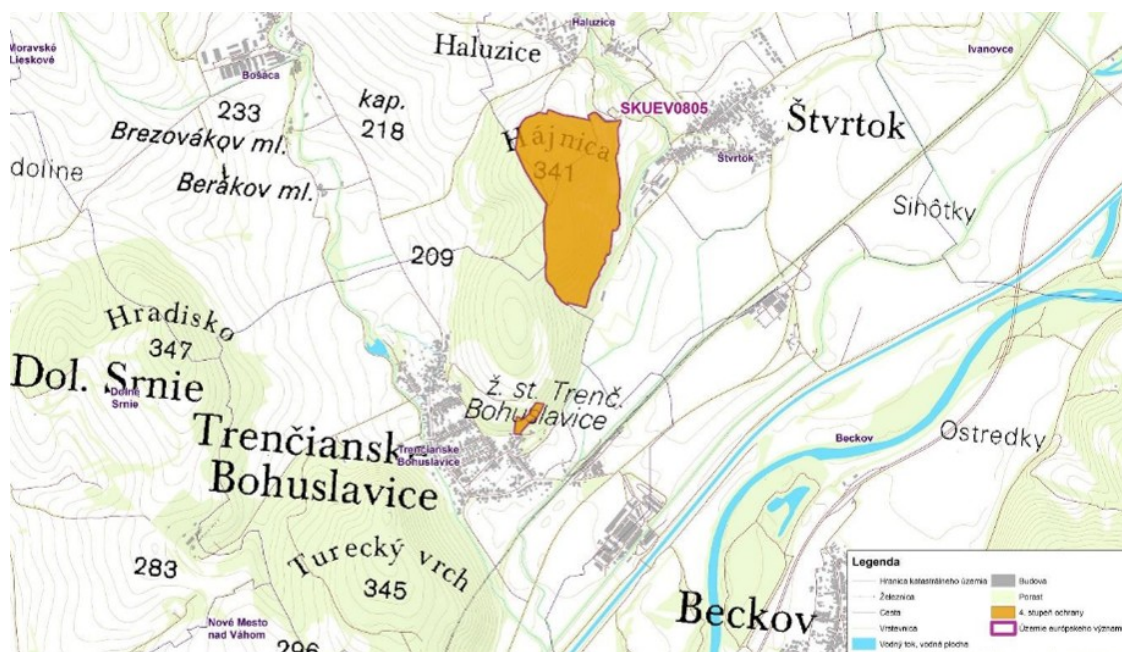 Haluzice
Moravské
Lieskové
Haluzice
Ivanovce
Bošáca
SKUEV0805
233
kap.
218
Štvrtok
Brezovákov ml.
Hájnica
341
Štvrtok
doline
Berákov ml.
Sihôtky
209
Hradisko
347
Dol. Srnie
Dolné
Srnie
ž. st. Trenč.
Bohuslavice
Trenčianske
Bohuslavice
Trenčianske
Bohuslavice
Beckov
Ostredky
Turecký vrch
345
283
Nové Mesto
nad Váhom
296
Beckov
Legenda
Hranica katastrálneho územia
Železnica
Cesta
Vrstevnica
Vodný tok, vodná plocha
Budova
Porast
4. stupeň ochrany
Územie európskeho význam